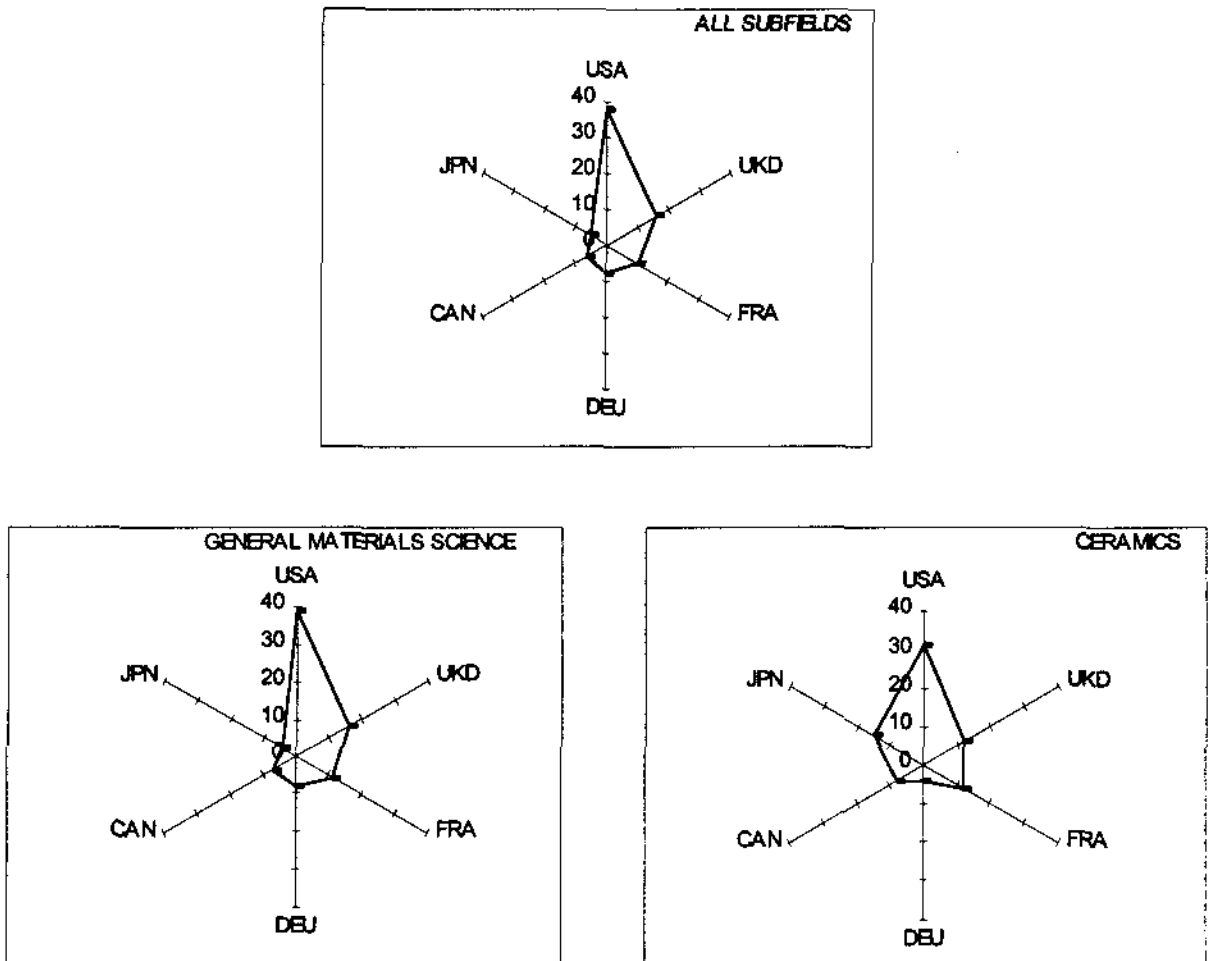 ALL SUBFIELDS
USA
40
30
JPN
20
UKD
10
0
CAN
FRA
DEU
GENERAL MATERIALS SCIENCE
USA
40
30
JPN
20
UKD
10
0
CAN
FRA
DEU
CERAMICS
USA
40
30
JPN
20
UKD
10
0
CAN
FRA
DEU